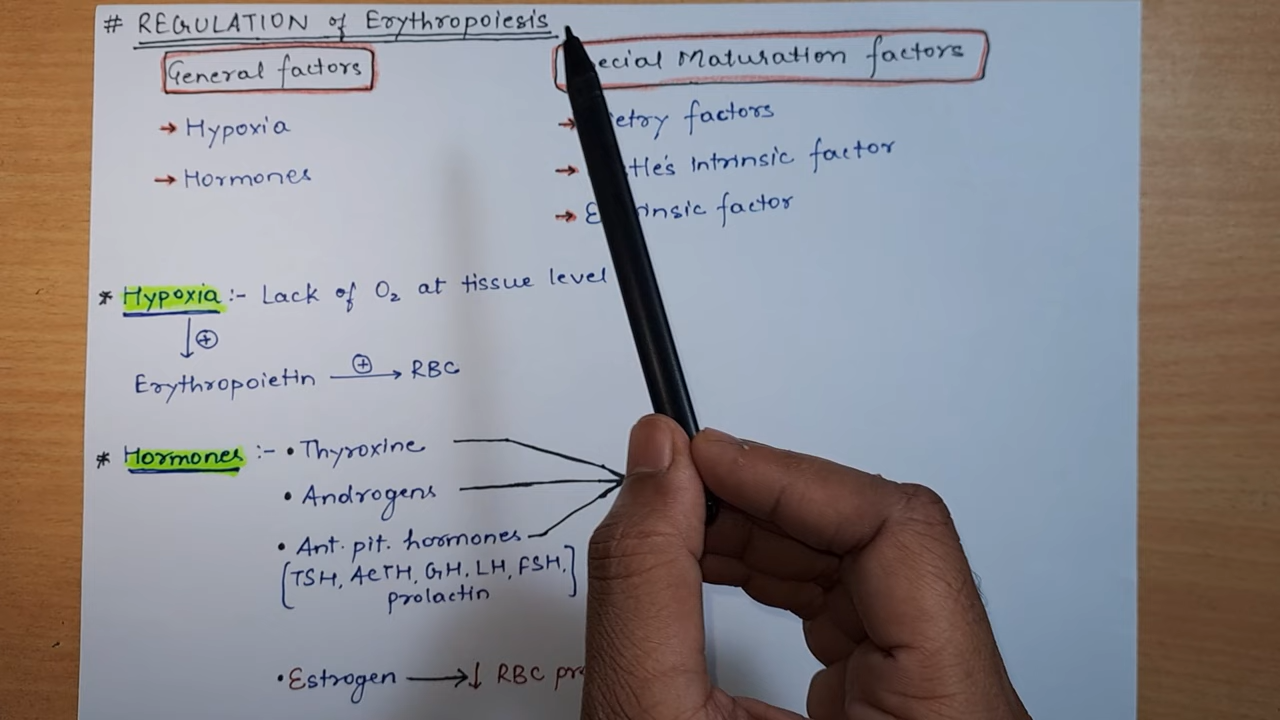 # REGULATION of Erythropoiesis
General factors
→ Hypoxia
→ Hormones
Maturation factors
→ factors
→ Intrinsic factor
→ factor
* Hypoxia :- Lack of O₂ at tissue level
↓ ⊕
Erythropoietin ⊕→ RBC
* Hormones :- • Thyroxine
• Androgens
• Ant. pit. hormones
[TSH, ACTH, GH, LH, FSH,
prolactin]
• Estrogen → ↓ RBC